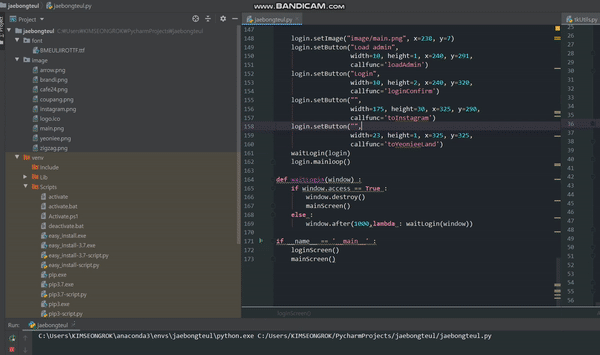 www.BANDICAM.com
jaebongteul
jaebongteul.py
tkUtils.py
Project
jaebongteul C:₩Users₩KIMSEONGROK₩PycharmProjects₩jaebongteul
font
BMEULJIROTTF.ttf
image
arrow.png
brandi.png
cafe24.png
coupang.png
instagram.png
logo.ico
main.png
yeoniee.png
zigzag.png
venv
Include
Lib
Scripts
activate
activate.bat
Activate.ps1
deactivate.bat
easy_install.exe
easy_install-3.7.exe
easy_install-3.7-script.py
easy_install-script.py
pip.exe
pip3.7.exe
pip3.7-script.py
pip3.exe
pip3-script.py
147
148 login.setImage("image/main.png", x=238, y=7)
149 login.setButton("Load admin",
150 width=10, height=1, x=240, y=291,
151 callfunc='loadAdmin')
152 login.setButton("Login",
153 width=10, height=2, x=240, y=320,
154 callfunc='loginConfirm')
155 login.setButton("",
156 width=175, height=30, x=325, y=290,
157 callfunc='toInstagram')
158 login.setButton("",
159 width=23, height=1, x=325, y=325,
160 callfunc='toYeonieeLand')
161 waitLogin(login)
162 login.mainloop()
163
164 def waitLogin(window) :
165 if window.access == True :
166 window.destroy()
167 mainScreen()
168 else :
169 window.after(1000,lambda : waitLogin(window))
170
171 if __name__ == '__main__' :
172 loginScreen()
173 mainScreen()
loginScreen()
Run: jaebongteul
C:\Users\KIMSEONGROK\anaconda3\envs\jaebongteul\python.exe C:/Users/KIMSEONGROK/PycharmProjects/jaebongteul/jaebongteul.py